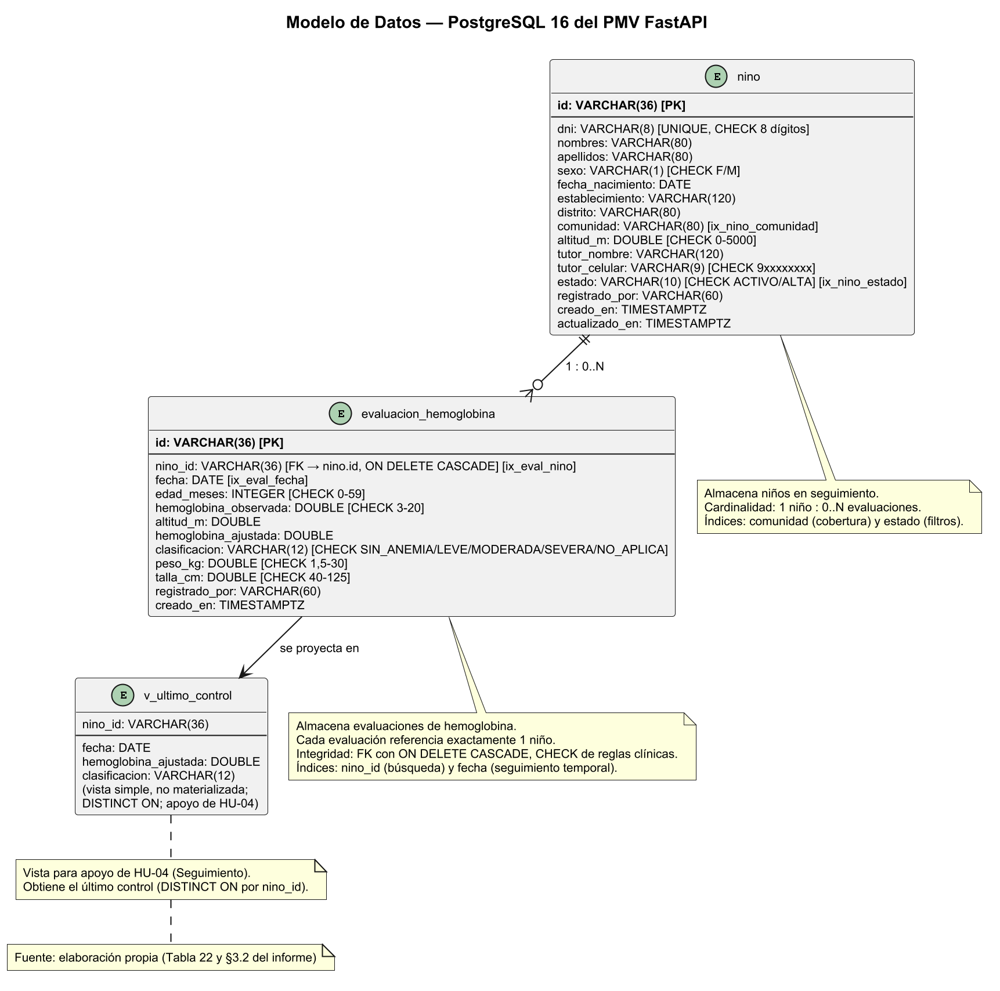 Modelo de Datos — PostgreSQL 16 del PMV FastAPI
E nino
id: VARCHAR(36) [PK]
dni: VARCHAR(8) [UNIQUE, CHECK 8 dígitos]
nombres: VARCHAR(80)
apellidos: VARCHAR(80)
sexo: VARCHAR(1) [CHECK F/M]
fecha_nacimiento: DATE
establecimiento: VARCHAR(120)
distrito: VARCHAR(80)
comunidad: VARCHAR(80) [ix_nino_comunidad]
altitud_m: DOUBLE [CHECK 0-5000]
tutor_nombre: VARCHAR(120)
tutor_celular: VARCHAR(9) [CHECK 9xxxxxxxx]
estado: VARCHAR(10) [CHECK ACTIVO/ALTA] [ix_nino_estado]
registrado_por: VARCHAR(60)
creado_en: TIMESTAMPTZ
actualizado_en: TIMESTAMPTZ
1 : 0..N
E evaluacion_hemoglobina
id: VARCHAR(36) [PK]
nino_id: VARCHAR(36) [FK → nino.id, ON DELETE CASCADE] [ix_eval_nino]
fecha: DATE [ix_eval_fecha]
edad_meses: INTEGER [CHECK 0-59]
hemoglobina_observada: DOUBLE [CHECK 3-20]
altitud_m: DOUBLE
hemoglobina_ajustada: DOUBLE
clasificacion: VARCHAR(12) [CHECK SIN_ANEMIA/LEVE/MODERADA/SEVERA/NO_APLICA]
peso_kg: DOUBLE [CHECK 1,5-30]
talla_cm: DOUBLE [CHECK 40-125]
registrado_por: VARCHAR(60)
creado_en: TIMESTAMPTZ
Almacena niños en seguimiento.
Cardinalidad: 1 niño : 0..N evaluaciones.
Índices: comunidad (cobertura) y estado (filtros).
se proyecta en
E v_ultimo_control
nino_id: VARCHAR(36)
fecha: DATE
hemoglobina_ajustada: DOUBLE
clasificacion: VARCHAR(12)
(vista simple, no materializada;
DISTINCT ON; apoyo de HU-04)
Almacena evaluaciones de hemoglobina.
Cada evaluación referencia exactamente 1 niño.
Integridad: FK con ON DELETE CASCADE, CHECK de reglas clínicas.
Índices: nino_id (búsqueda) y fecha (seguimiento temporal).
Vista para apoyo de HU-04 (Seguimiento).
Obtiene el último control (DISTINCT ON por nino_id).
Fuente: elaboración propia (Tabla 22 y §3.2 del informe)